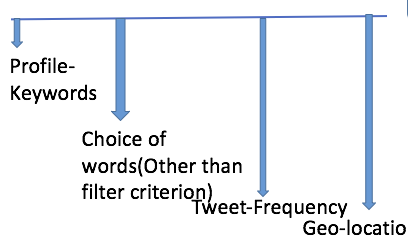 Profile-
Keywords
Choice of
words(Other than
filter criterion)
Tweet-Frequency
Geo-locatio